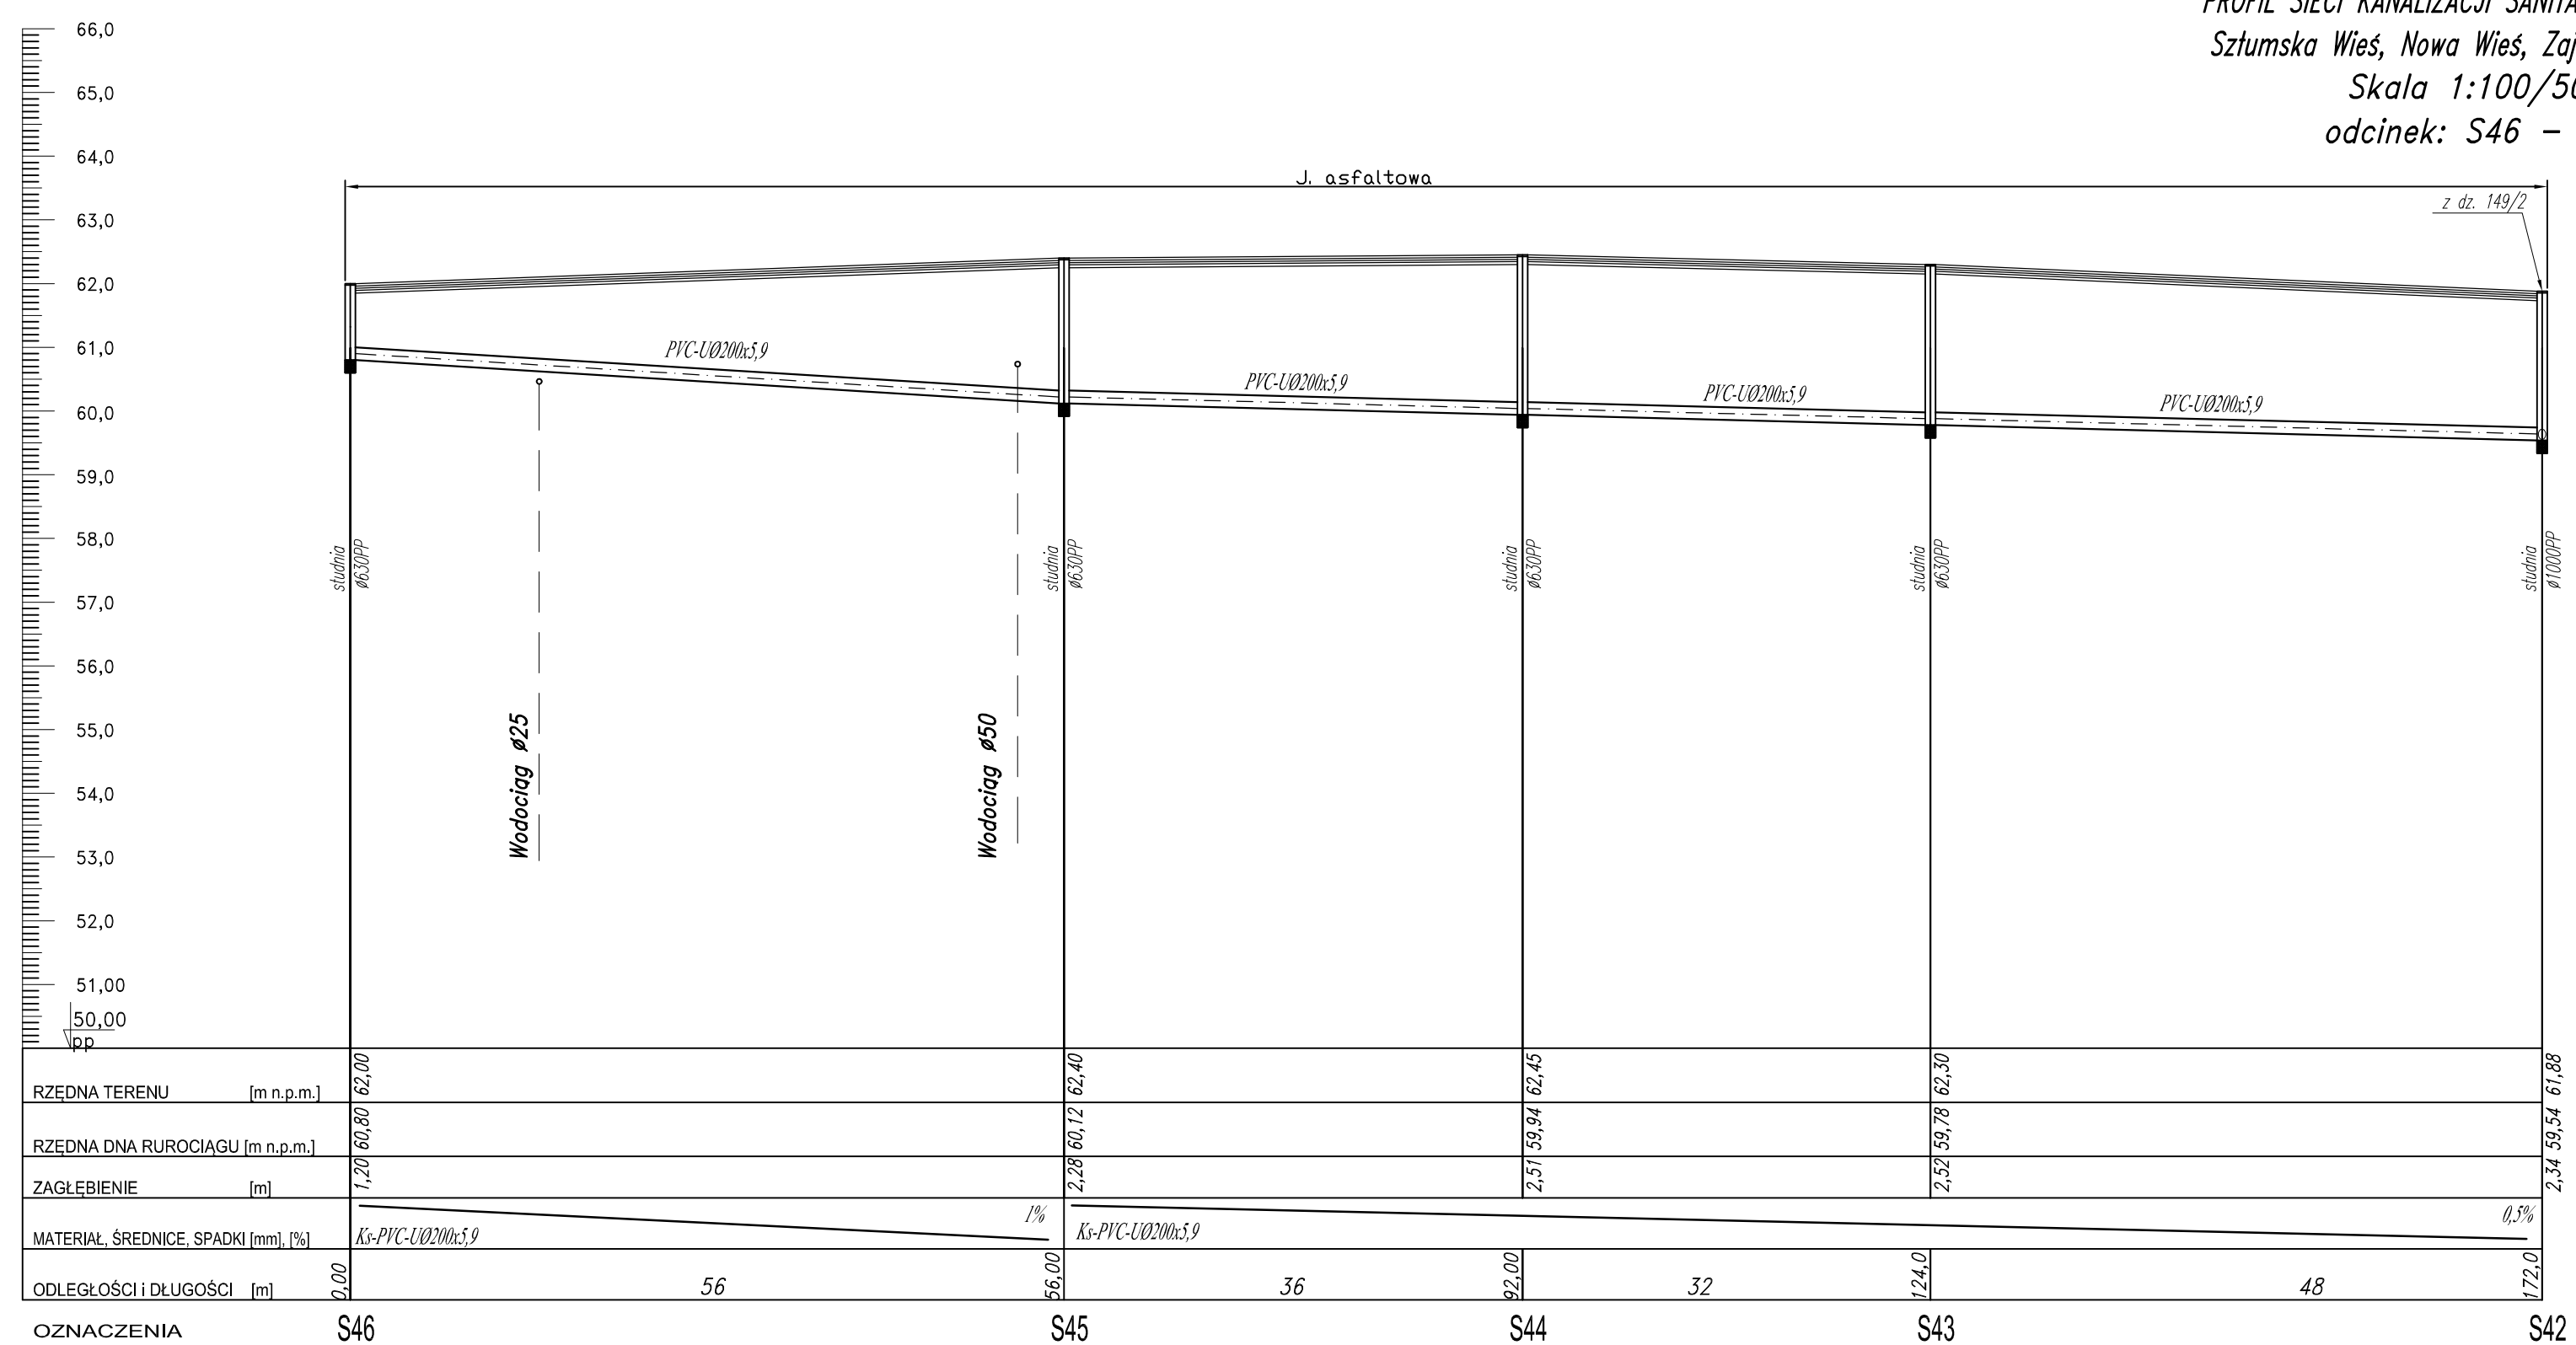 PROFIL SIECI KANALIZACJI
Sztumska Wieś, Nowa Wieś,
Skala 1:100/
odcinek: S46 –
66,0
65,0
64,0
63,0
62,0
61,0
60,0
59,0
58,0
57,0
56,0
55,0
54,0
53,0
52,0
51,00
50,00
pp
J. asfaltowa
z dz. 149/2
PVC-UØ200x5,9
PVC-UØ200x5,9
PVC-UØ200x5,9
PVC-UØ200x5,9
studnia
ø630PP
studnia
ø630PP
studnia
ø630PP
studnia
ø630PP
studnia
ø1000PP
Wodociąg ø25
Wodociąg ø50
RZĘDNA TERENU [m n.p.m.] 62,00 62,40 62,45 62,30 61,88
RZĘDNA DNA RUROCIĄGU [m n.p.m.] 60,80 60,12 59,94 59,78 59,54
ZAGŁĘBIENIE [m] 1,20 2,28 2,51 2,52 2,34
MATERIAŁ, ŚREDNICE, SPADKI [mm], [%] Ks-PVC-UØ200x5,9 1% Ks-PVC-UØ200x5,9 0,5%
ODLEGŁOŚCI i DŁUGOŚCI [m] 0,00 56 56,00 36 92,00 32 124,0 48 172,0
OZNACZENIA S46 S45 S44 S43 S42